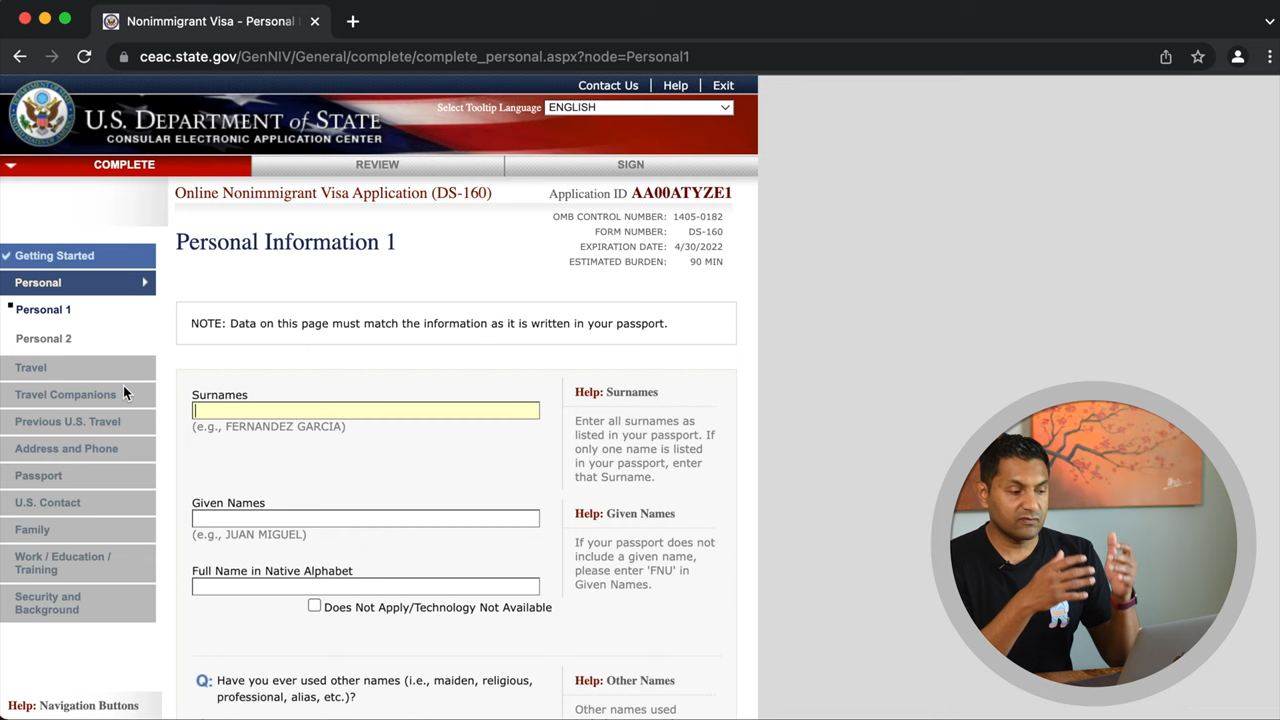 Nonimmigrant Visa - Personal
ceac.state.gov/GenNIV/General/complete/complete_personal.aspx?node=Personal1
Contact Us | Help | Exit
Select Tooltip Language ENGLISH
U.S. DEPARTMENT of STATE
CONSULAR ELECTRONIC APPLICATION CENTER
COMPLETE
REVIEW
SIGN
Online Nonimmigrant Visa Application (DS-160)
Application ID AA00ATYZE1
OMB CONTROL NUMBER: 1405-0182
FORM NUMBER: DS-160
EXPIRATION DATE: 4/30/2022
ESTIMATED BURDEN: 90 MIN
Personal Information 1
Getting Started
Personal
Personal 1
Personal 2
Travel
Travel Companions
Previous U.S. Travel
Address and Phone
Passport
U.S. Contact
Family
Work / Education /
Training
Security and
Background
Help: Navigation Buttons
NOTE: Data on this page must match the information as it is written in your passport.
Surnames
(e.g., FERNANDEZ GARCIA)
Help: Surnames
Enter all surnames as
listed in your passport. If
only one name is listed
in your passport, enter
that Surname.
Given Names
(e.g., JUAN MIGUEL)
Help: Given Names
If your passport does not
include a given name,
please enter 'FNU' in
Given Names.
Full Name in Native Alphabet
Does Not Apply/Technology Not Available
Q: Have you ever used other names (i.e., maiden, religious,
professional, alias, etc.)?
Help: Other Names
Other names used